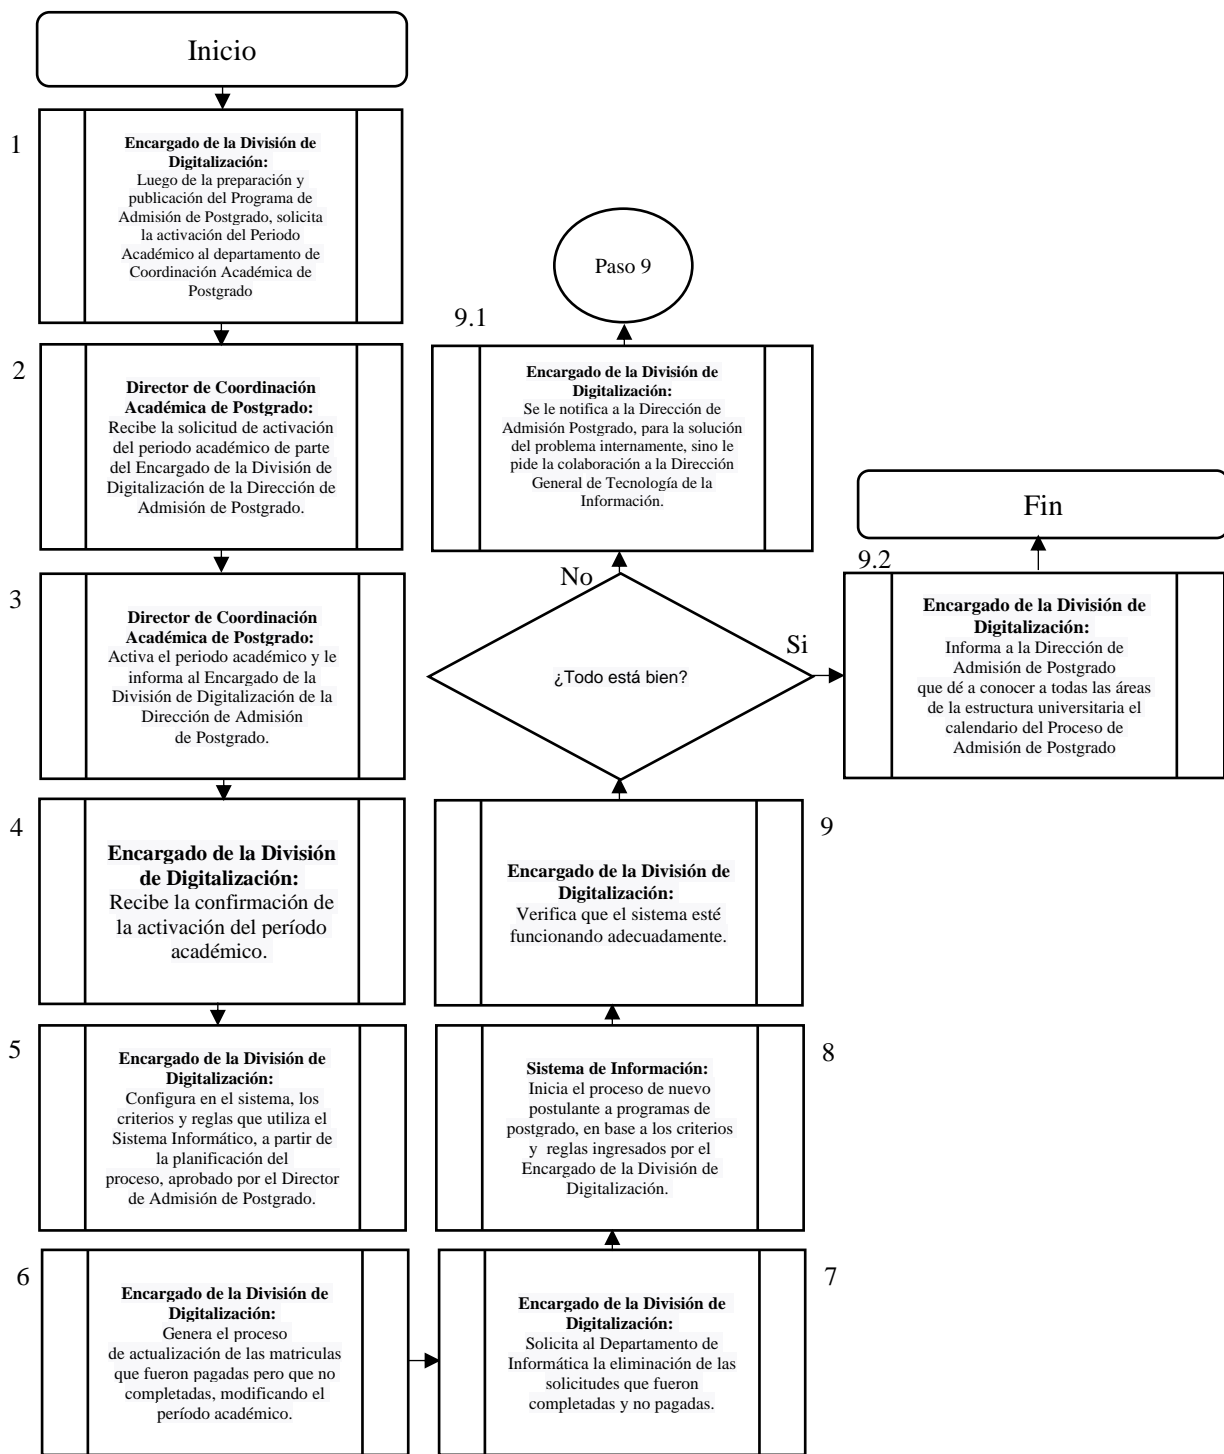 Inicio
1
Encargado de la División de
Digitalización:
Luego de la preparación y
publicación del Programa de
Admisión de Postgrado, solicita
la activación del Periodo
Académico al departamento de
Coordinación Académica de
Postgrado
2
Director de Coordinación
Académica de Postgrado:
Recibe la solicitud de activación
del periodo académico de parte
del Encargado de la División de
Digitalización de la Dirección de
Admisión de Postgrado.
3
Director de Coordinación
Académica de Postgrado:
Activa el periodo académico y le
informa al Encargado de la
División de Digitalización de la
Dirección de Admisión
de Postgrado.
4
Encargado de la División
de Digitalización:
Recibe la confirmación de
la activación del período
académico.
5
Encargado de la División de
Digitalización:
Configura en el sistema, los
criterios y reglas que utiliza el
Sistema Informático, a partir de
la planificación del
proceso, aprobado por el Director
de Admisión de Postgrado.
6
Encargado de la División de
Digitalización:
Genera el proceso
de actualización de las matriculas
que fueron pagadas pero que no
completadas, modificando el
período académico.
7
Encargado de la División de
Digitalización:
Solicita al Departamento de
Informática la eliminación de las
solicitudes que fueron
completadas y no pagadas.
8
Sistema de Información:
Inicia el proceso de nuevo
postulante a programas de
postgrado, en base a los criterios
y reglas ingresados por el
Encargado de la División de
Digitalización.
9
Encargado de la División de
Digitalización:
Verifica que el sistema esté
funcionando adecuadamente.
¿Todo está bien?
No
Si
9.1
Encargado de la División de
Digitalización:
Se le notifica a la Dirección de
Admisión Postgrado, para la solución
del problema internamente, sino le
pide la colaboración a la Dirección
General de Tecnología de la
Información.
Paso 9
9.2
Encargado de la División de
Digitalización:
Informa a la Dirección de
Admisión de Postgrado
que dé a conocer a todas las áreas
de la estructura universitaria el
calendario del Proceso de
Admisión de Postgrado
Fin